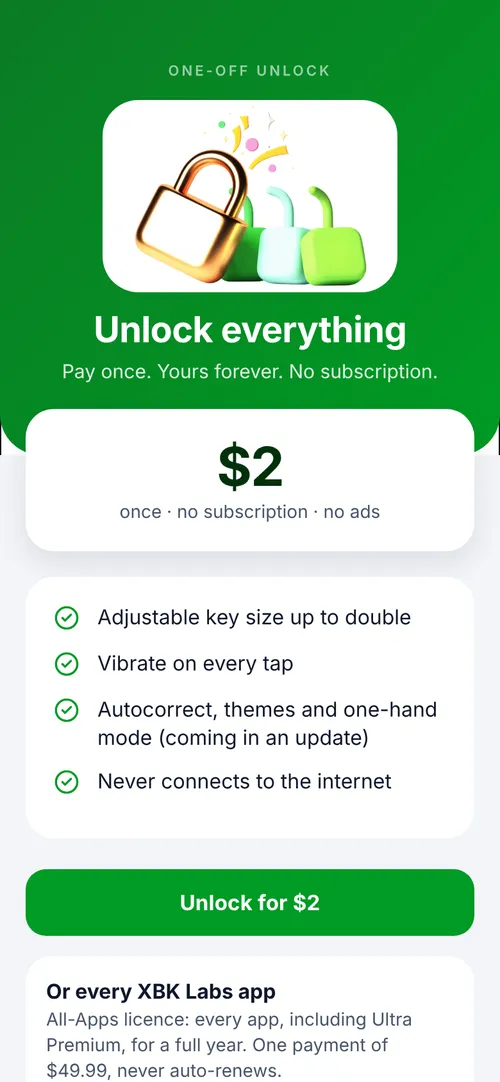 ONE-OFF UNLOCK
Unlock everything
Pay once. Yours forever. No subscription.
$2
once · no subscription · no ads
Adjustable key size up to double
Vibrate on every tap
Autocorrect, themes and one-hand
mode (coming in an update)
Never connects to the internet
Unlock for $2
Or every XBK Labs app
All-Apps licence: every app, including Ultra
Premium, for a full year. One payment of
$49.99, never auto-renews.